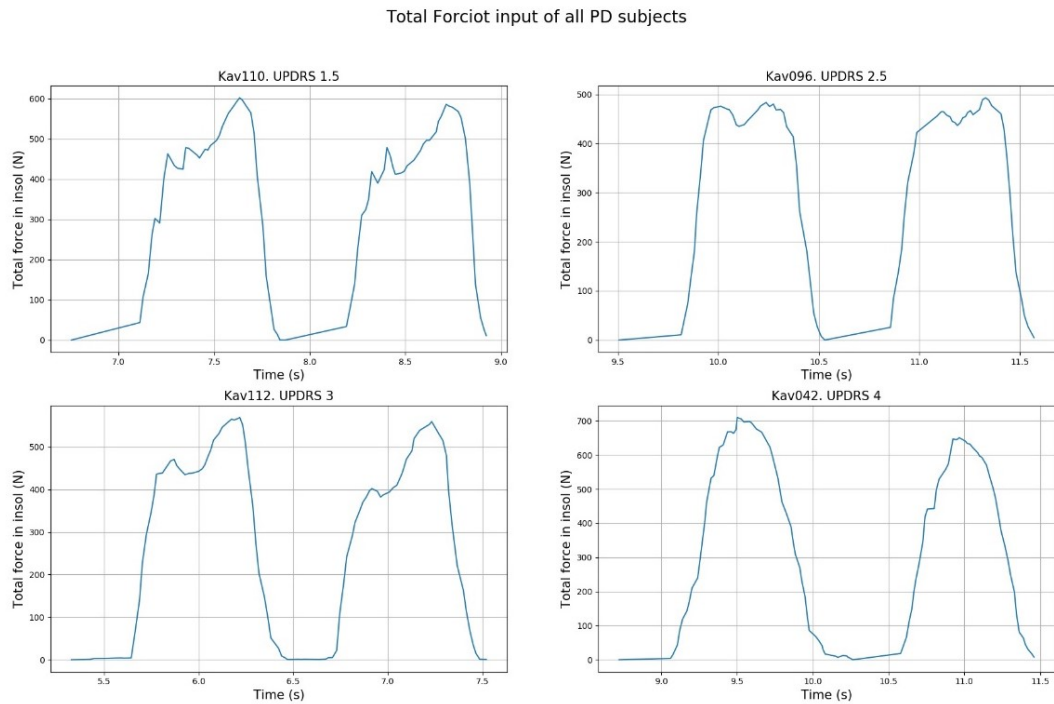 Total Forciot input of all PD subjects
Kav110. UPDRS 1.5
Total force in insol (N)
600
500
400
300
200
100
0
7.0 7.5 8.0 8.5 9.0
Time (s)
Kav096. UPDRS 2.5
Total force in insol (N)
500
400
300
200
100
0
9.5 10.0 10.5 11.0 11.5
Time (s)
Kav112. UPDRS 3
Total force in insol (N)
500
400
300
200
100
0
5.5 6.0 6.5 7.0 7.5
Time (s)
Kav042. UPDRS 4
Total force in insol (N)
700
600
500
400
300
200
100
0
9.0 9.5 10.0 10.5 11.0 11.5
Time (s)